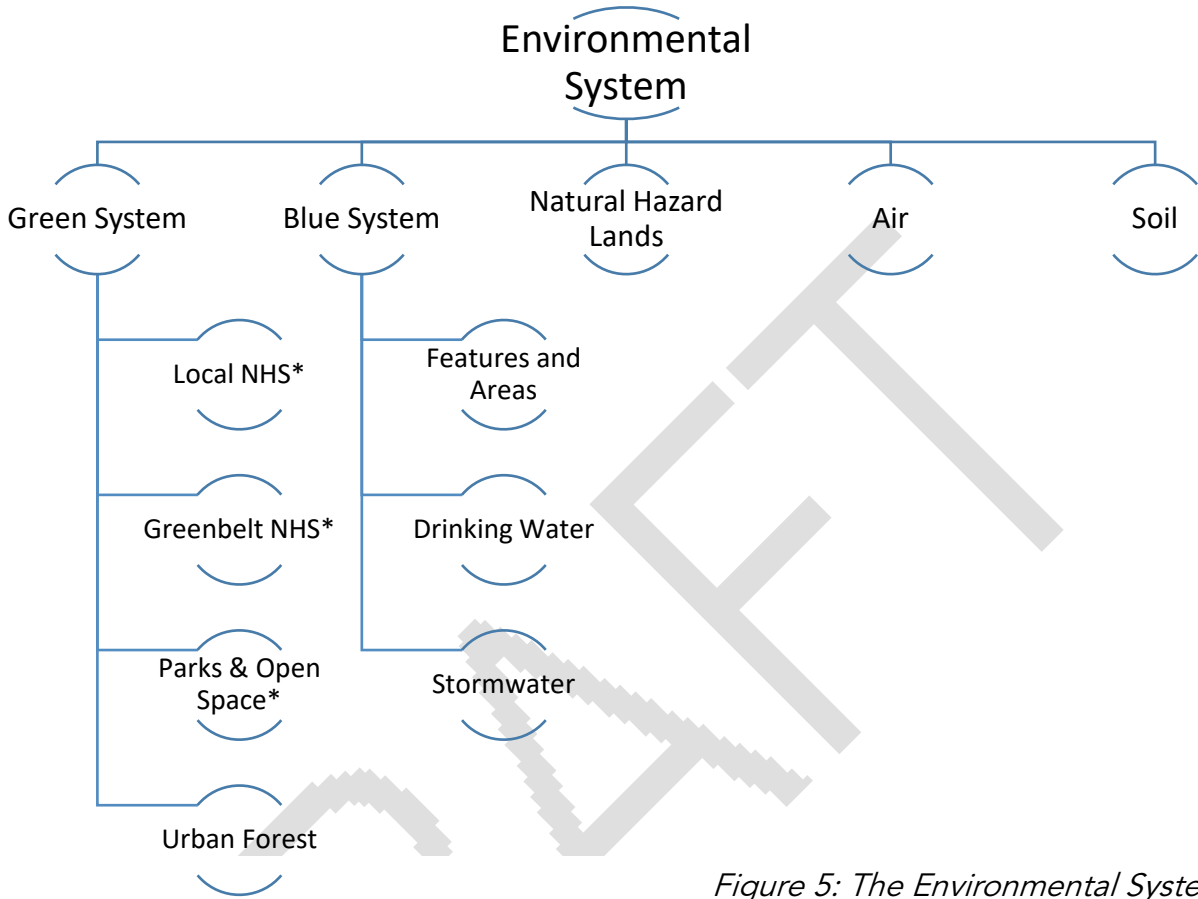 Environmental
System
Green System
Blue System
Natural Hazard
Lands
Air
Soil
Local NHS*
Features and
Areas
Greenbelt NHS*
Drinking Water
Parks & Open
Space*
Stormwater
Urban Forest
Figure 5: The Environmental Syste